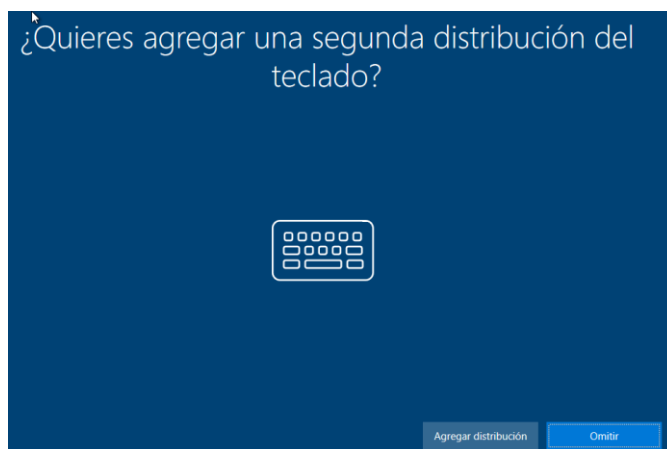 ¿Quieres agregar una segunda distribución del
teclado?
Agregar distribución
Omitir